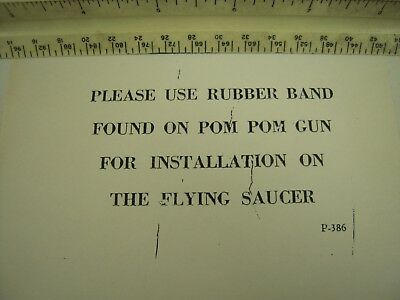 PLEASE USE RUBBER BAND
FOUND ON POM POM GUN
FOR INSTALLATION ON
THE FLYING SAUCER
P-386